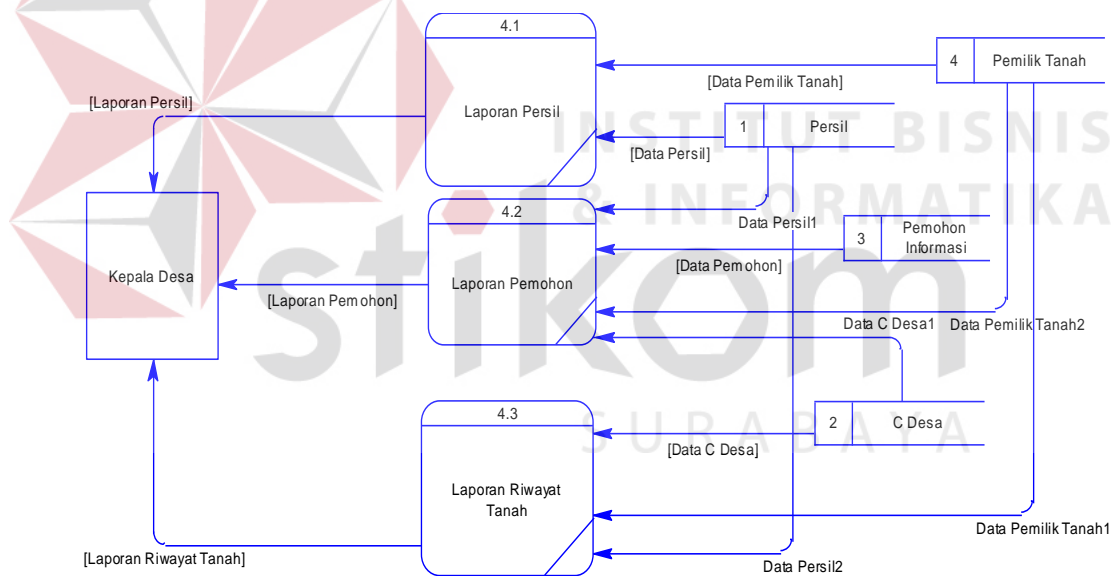 4.1
Laporan Persil
4
Pemilik Tanah
[Data Pemilik Tanah]
[Laporan Persil]
1
Persil
[Data Persil]
INSTITUT BISNIS
& INFORMATIKA
stikom
SURABAYA
4.2
Laporan Pemohon
Data Persil1
3
Pemohon
Informasi
[Data Pemohon]
Kepala Desa
[Laporan Pemohon]
Data C Desa1
Data Pemilik Tanah2
4.3
Laporan Riwayat
Tanah
2
C Desa
[Data C Desa]
Data Pemilik Tanah1
[Laporan Riwayat Tanah]
Data Persil2